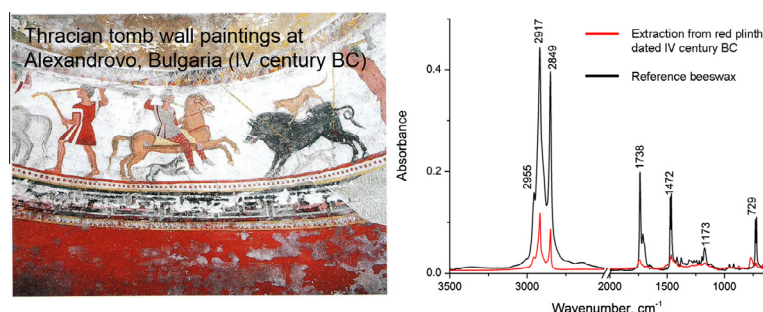 Thracian tomb wall paintings at
Alexandrovo, Bulgaria (IV century BC)
2917
2849
2955
1738
1472
1173
729
Extraction from red plinth
dated IV century BC
Reference beeswax
Absorbance
0.4
0.2
0.0
3500
3000
2000
1500
1000
Wavenumber, cm⁻¹